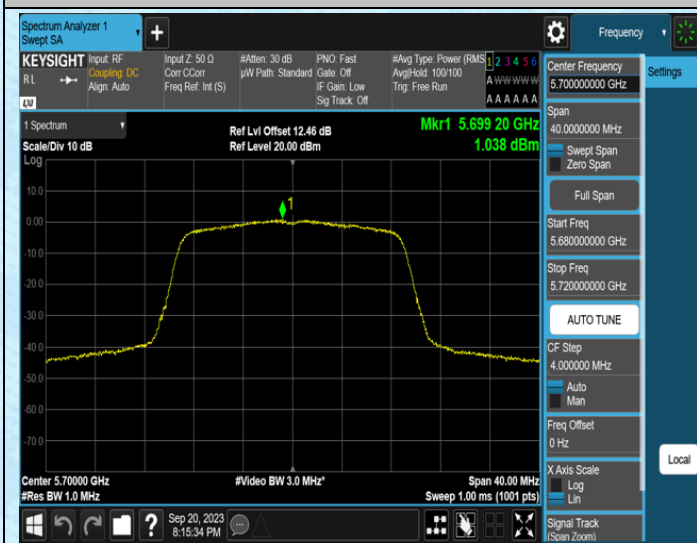 Spectrum Analyzer 1
Swept SA
+
Frequency
KEYSIGHT
RL
LXI
Input: RF
Coupling: DC
Align: Auto
Input Z: 50 Ω
Corr CCorr
Freq Ref: Int (S)
#Atten: 30 dB
µW Path: Standard
PNO: Fast
Gate: Off
IF Gain: Low
Sig Track: Off
#Avg Type: Power (RMS
Avg|Hold: 100/100
Trig: Free Run
1 2 3 4 5 6
A W W W W W
A A A A A A
1 Spectrum
Scale/Div 10 dB
Log
Ref Lvl Offset 12.46 dB
Ref Level 20.00 dBm
Mkr1 5.699 20 GHz
1.038 dBm
1
10.0
0.00
-10.0
-20.0
-30.0
-40.0
-50.0
-60.0
-70.0
Center 5.70000 GHz
#Res BW 1.0 MHz
#Video BW 3.0 MHz*
Span 40.00 MHz
Sweep 1.00 ms (1001 pts)
?
Sep 20, 2023
8:15:34 PM
Center Frequency
5.700000000 GHz
Settings
Span
40.0000000 MHz
Swept Span
Zero Span
Full Span
Start Freq
5.680000000 GHz
Stop Freq
5.720000000 GHz
AUTO TUNE
CF Step
4.000000 MHz
Auto
Man
Freq Offset
0 Hz
X Axis Scale
Log
Lin
Local
Signal Track
(Span Zoom)